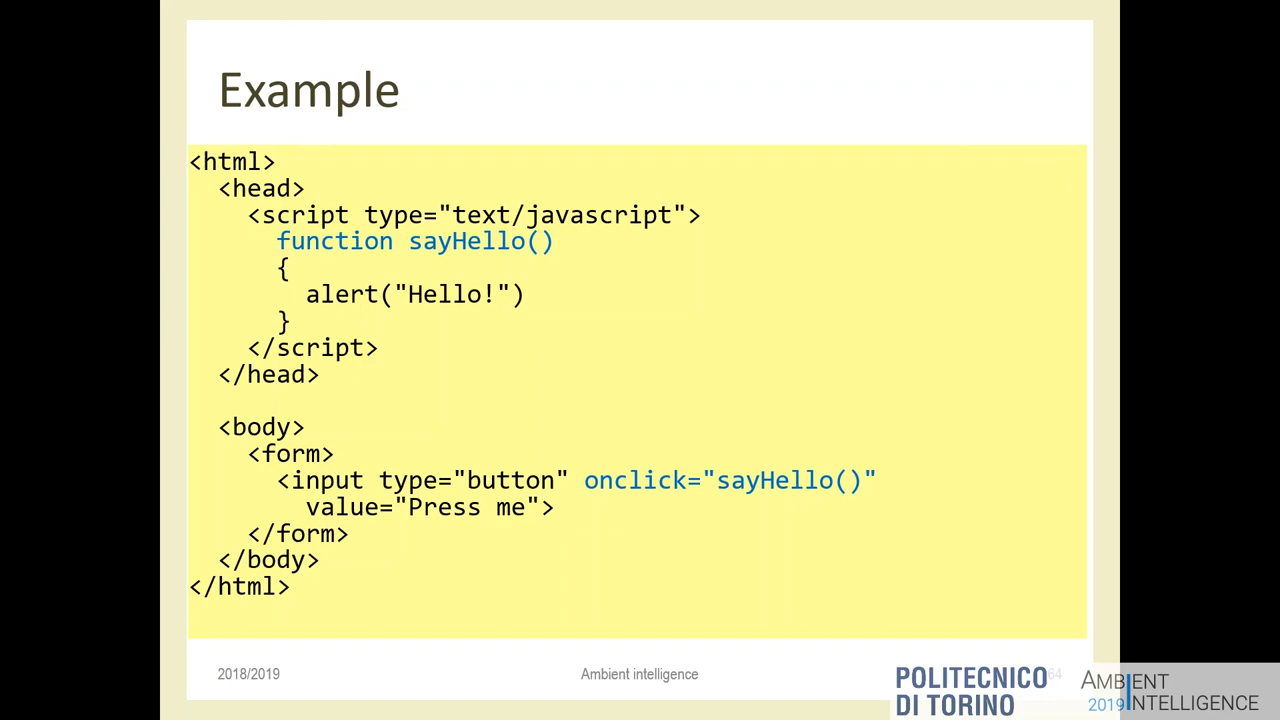 Example
<html>
  <head>
    <script type="text/javascript">
      function sayHello()
      {
        alert("Hello!")
      }
    </script>
  </head>

  <body>
    <form>
      <input type="button" onclick="sayHello()"
        value="Press me">
    </form>
  </body>
</html>
2018/2019
Ambient intelligence
64
POLITECNICO
DI TORINO
AMBIENT
2019 INTELLIGENCE